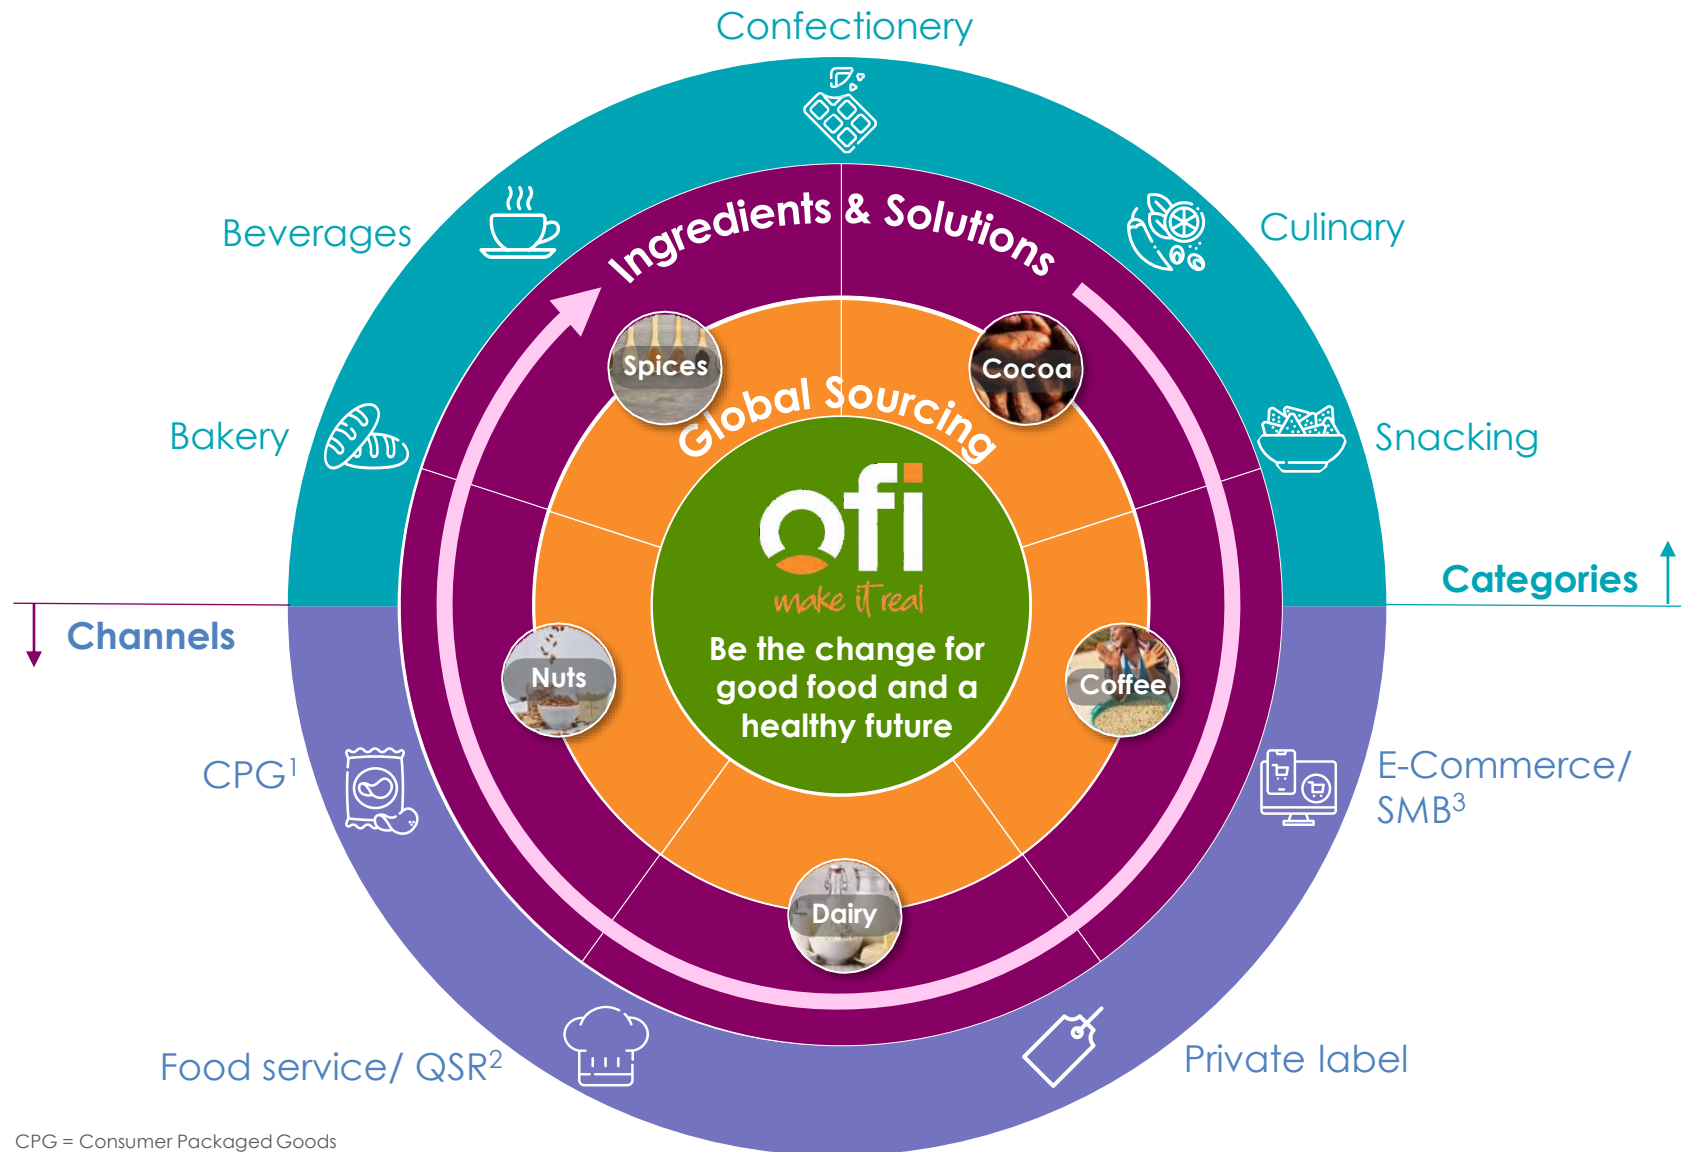 Confectionery
Beverages
Culinary
Ingredients & Solutions
Spices
Cocoa
Global Sourcing
Bakery
Snacking
ofi
make it real
Categories
Channels
Be the change for
good food and a
healthy future
Nuts
Coffee
CPG¹
E-Commerce/
SMB³
Dairy
Food service/ QSR²
Private label
CPG = Consumer Packaged Goods